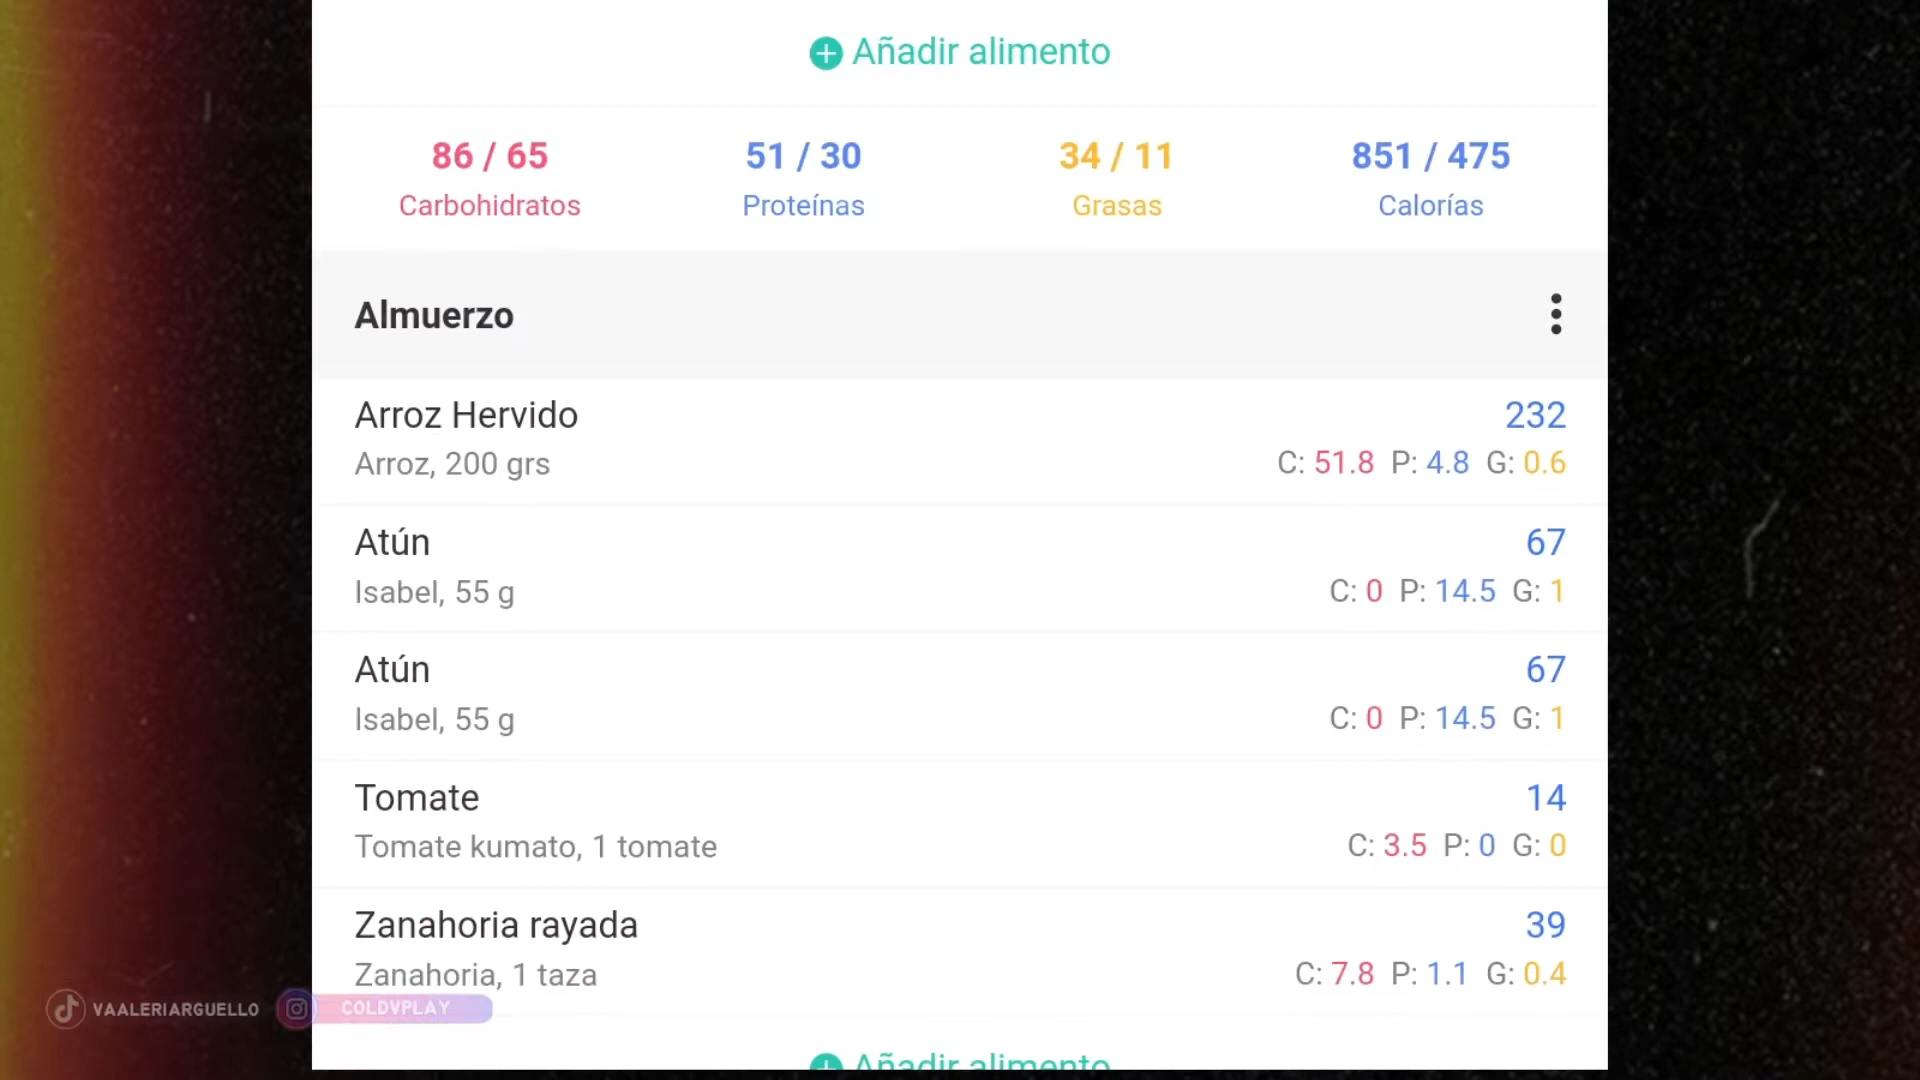 Añadir alimento
86 / 65 51 / 30 34 / 11 851 / 475
Carbohidratos Proteínas Grasas Calorías
Almuerzo
Arroz Hervido 232
Arroz, 200 grs C: 51.8 P: 4.8 G: 0.6
Atún 67
Isabel, 55 g C: 0 P: 14.5 G: 1
Atún 67
Isabel, 55 g C: 0 P: 14.5 G: 1
Tomate 14
Tomate kumato, 1 tomate C: 3.5 P: 0 G: 0
Zanahoria rayada 39
Zanahoria, 1 taza C: 7.8 P: 1.1 G: 0.4
VAALERIARGUELLO COLDVPLAY
Añadir alimento